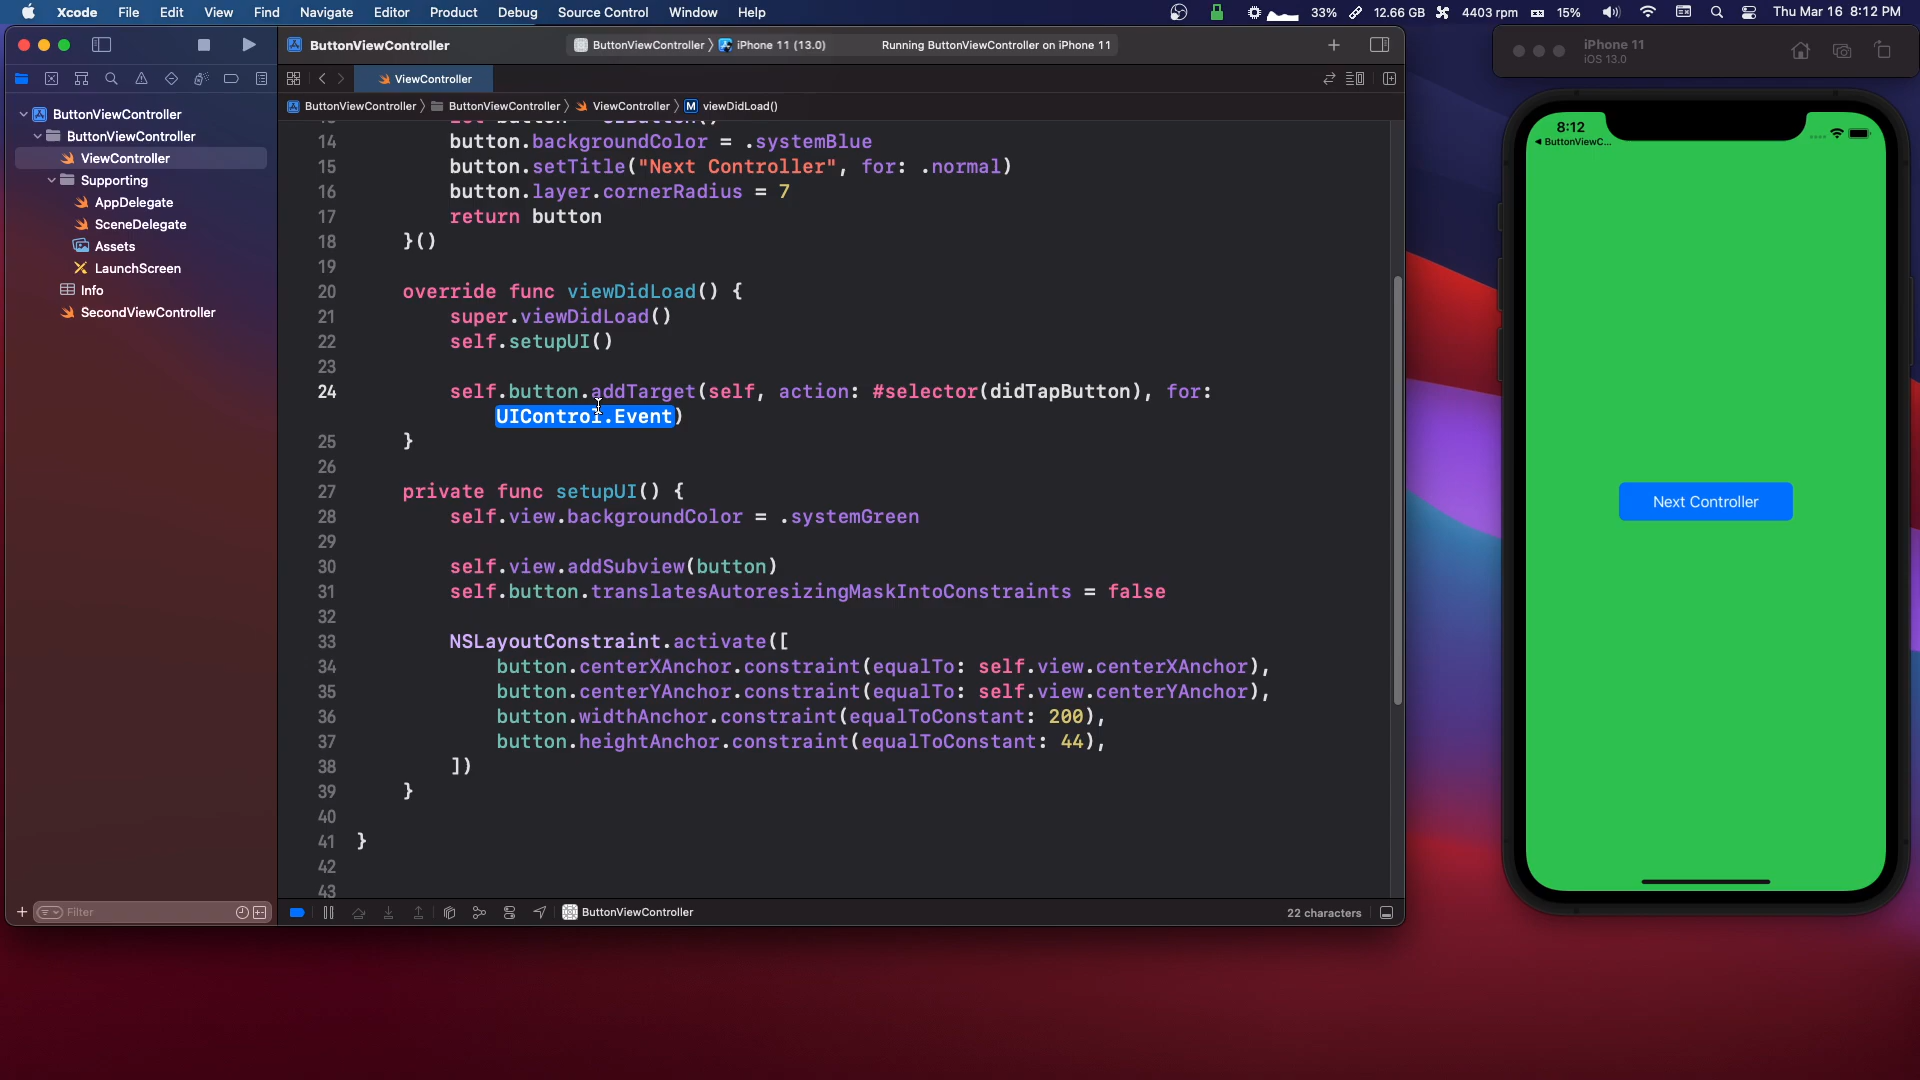 Xcode File Edit View Find Navigate Editor Product Debug Source Control Window Help 33% 12.66 GB 4403 rpm 15% Thu Mar 16 8:12 PM
ButtonViewController ButtonViewController iPhone 11 (13.0) Running ButtonViewController on iPhone 11
ViewController
ButtonViewController ButtonViewController ViewController M viewDidLoad()
ButtonViewController
ButtonViewController
ViewController
Supporting
AppDelegate
SceneDelegate
Assets
LaunchScreen
Info
SecondViewController
Filter
14 button.backgroundColor = .systemBlue
15 button.setTitle("Next Controller", for: .normal)
16 button.layer.cornerRadius = 7
17 return button
18 }()
19
20 override func viewDidLoad() {
21 super.viewDidLoad()
22 self.setupUI()
23
24 self.button.addTarget(self, action: #selector(didTapButton), for:
UIControl.Event)
25 }
26
27 private func setupUI() {
28 self.view.backgroundColor = .systemGreen
29
30 self.view.addSubview(button)
31 self.button.translatesAutoresizingMaskIntoConstraints = false
32
33 NSLayoutConstraint.activate([
34 button.centerXAnchor.constraint(equalTo: self.view.centerXAnchor),
35 button.centerYAnchor.constraint(equalTo: self.view.centerYAnchor),
36 button.widthAnchor.constraint(equalToConstant: 200),
37 button.heightAnchor.constraint(equalToConstant: 44),
38 ])
39 }
40
41 }
42
43
ButtonViewController 22 characters
iPhone 11
iOS 13.0
8:12
ButtonViewC...
Next Controller